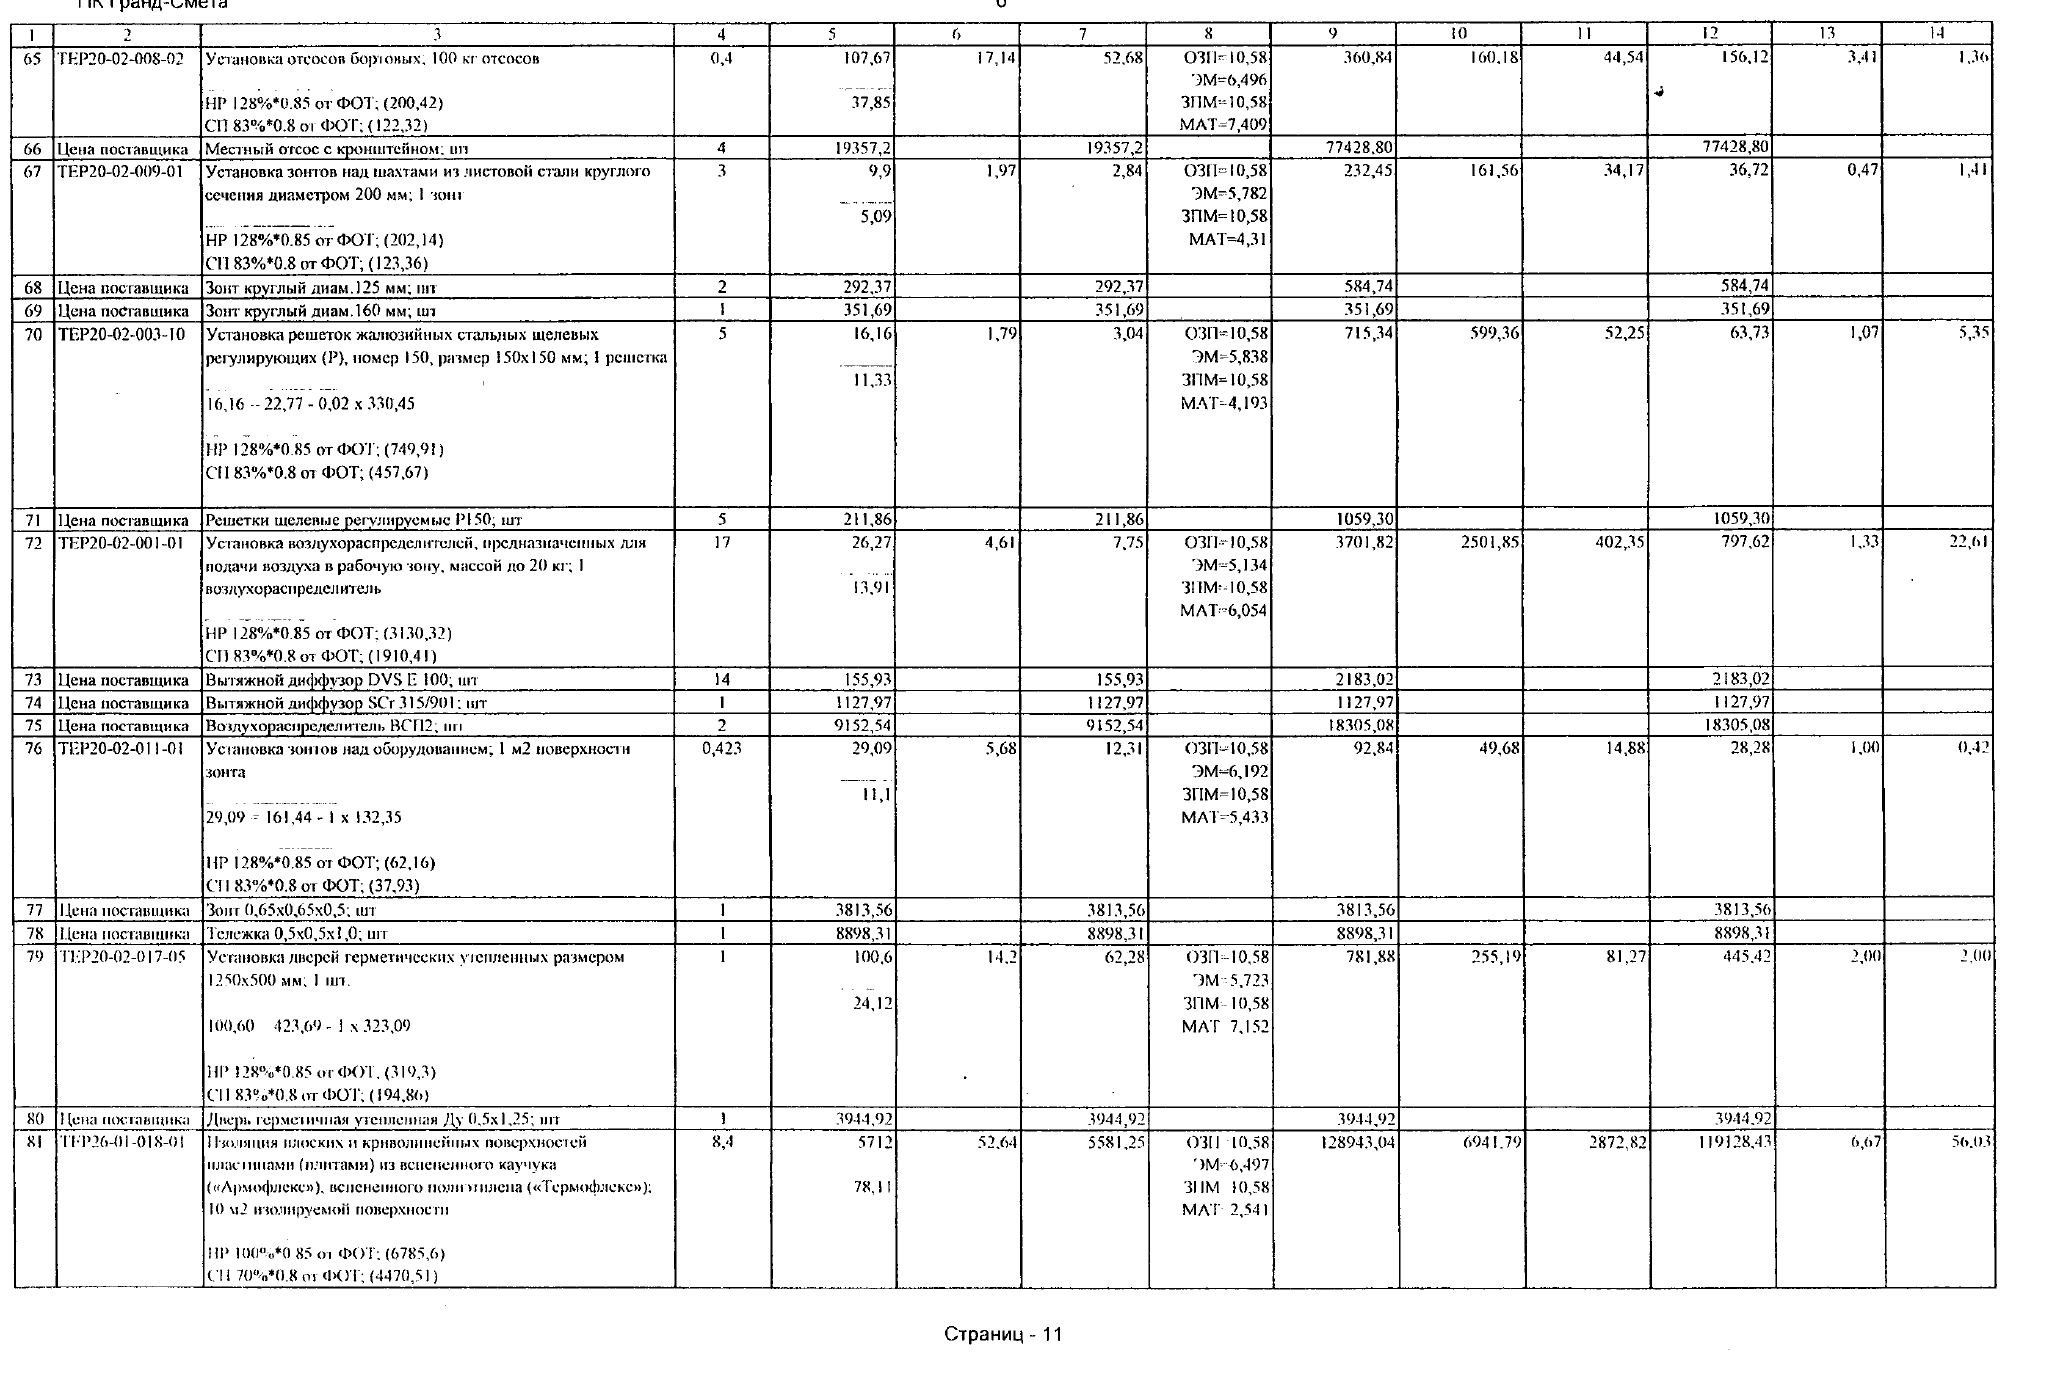 ПК Гранд-Смета 6
1 2 3 4 5 6 7 8 9 10 11 12 13 14
65 ТЕР20-02-008-02 Установка отсосов бортовых; 100 кг отсосов 0,4 107,67 17,14 52,68 ОЗП=10,58 360,84 160,18 44,54 156,12 3,41 1,36
ЭМ=6,496
НР 128%*0.85 от ФОТ; (200,42) 37,85 ЗПМ=10,58
СП 83%*0.8 от ФОТ; (122,32) МАТ=7,409
66 Цена поставщика Местный отсос с кронштейном; шт 4 19357,2 19357,2 77428,80 77428,80
67 ТЕР20-02-009-01 Установка зонтов над шахтами из листовой стали круглого 3 9,9 1,97 2,84 ОЗП=10,58 232,45 161,56 34,17 36,72 0,47 1,41
сечения диаметром 200 мм; 1 зонт ЭМ=5,782
5,09 ЗПМ=10,58
НР 128%*0.85 от ФОТ; (202,14) МАТ=4,31
СП 83%*0.8 от ФОТ; (123,36)
68 Цена поставщика Зонт круглый диам.125 мм; шт 2 292,37 292,37 584,74 584,74
69 Цена поставщика Зонт круглый диам.160 мм; шт 1 351,69 351,69 351,69 351,69
70 ТЕР20-02-003-10 Установка решеток жалюзийных стальных щелевых 5 16,16 1,79 3,04 ОЗП=10,58 715,34 599,36 52,25 63,73 1,07 5,35
регулирующих (Р), номер 150, размер 150х150 мм; 1 решетка ЭМ=5,838
11,33 ЗПМ=10,58
16,16 = 22,77 - 0,02 х 330,45 МАТ=4,193
НР 128%*0.85 от ФОТ; (749,91)
СП 83%*0.8 от ФОТ; (457,67)
71 Цена поставщика Решетки щелевые регулируемые Р150; шт 5 211,86 211,86 1059,30 1059,30
72 ТЕР20-02-001-01 Установка воздухораспределителей, предназначенных для 17 26,27 4,61 7,75 ОЗП=10,58 3701,82 2501,85 402,35 797,62 1,33 22,61
подачи воздуха в рабочую зону, массой до 20 кг; 1 ЭМ=5,134
воздухораспределитель 13,91 ЗПМ=10,58
МАТ=6,054
НР 128%*0.85 от ФОТ; (3130,32)
СП 83%*0.8 от ФОТ; (1910,41)
73 Цена поставщика Вытяжной диффузор DVS E 100; шт 14 155,93 155,93 2183,02 2183,02
74 Цена поставщика Вытяжной диффузор SCr 315/901; шт 1 1127,97 1127,97 1127,97 1127,97
75 Цена поставщика Воздухораспределитель ВСП2; шт 2 9152,54 9152,54 18305,08 18305,08
76 ТЕР20-02-011-01 Установка зонтов над оборудованием; 1 м2 поверхности 0,423 29,09 5,68 12,31 ОЗП=10,58 92,84 49,68 14,88 28,28 1,00 0,42
зонта ЭМ=6,192
11,1 ЗПМ=10,58
29,09 = 161,44 - 1 х 132,35 МАТ=5,433
НР 128%*0.85 от ФОТ; (62,16)
СП 83%*0.8 от ФОТ; (37,93)
77 Цена поставщика Зонт 0,65х0,65х0,5; шт 1 3813,56 3813,56 3813,56 3813,56
78 Цена поставщика Тележка 0,5х0,5х1,0; шт 1 8898,31 8898,31 8898,31 8898,31
79 ТЕР20-02-017-05 Установка дверей герметических утепленных размером 1 100,6 14,2 62,28 ОЗП=10,58 781,88 255,19 81,27 445,42 2,00 2,00
1250х500 мм; 1 шт. ЭМ=5,723
24,12 ЗПМ=10,58
100,60 423,69 - 1 х 323,09 МАТ 7,152
НР 128%*0.85 от ФОТ; (319,3)
СП 83%*0.8 от ФОТ; (194,86)
80 Цена поставщика Дверь герметичная утепленная Ду 0,5х1,25; шт 1 3944,92 3944,92 3944,92 3944,92
81 ТЕР26-01-018-01 Изоляция плоских и криволинейных поверхностей 8,4 5712 52,64 5581,25 ОЗП 10,58 128943,04 6941,79 2872,82 119128,43 6,67 56,03
пластинами (плитами) из вспененного каучука ЭМ=6,497
(«Армофлекс»), вспененного полиэтилена («Термофлекс»); 78,11 ЗПМ 10,58
10 м2 изолируемой поверхности МАТ 2,541
НР 100%*0.85 от ФОТ; (6785,6)
СП 70%*0.8 от ФОТ; (4470,51)
Страниц - 11